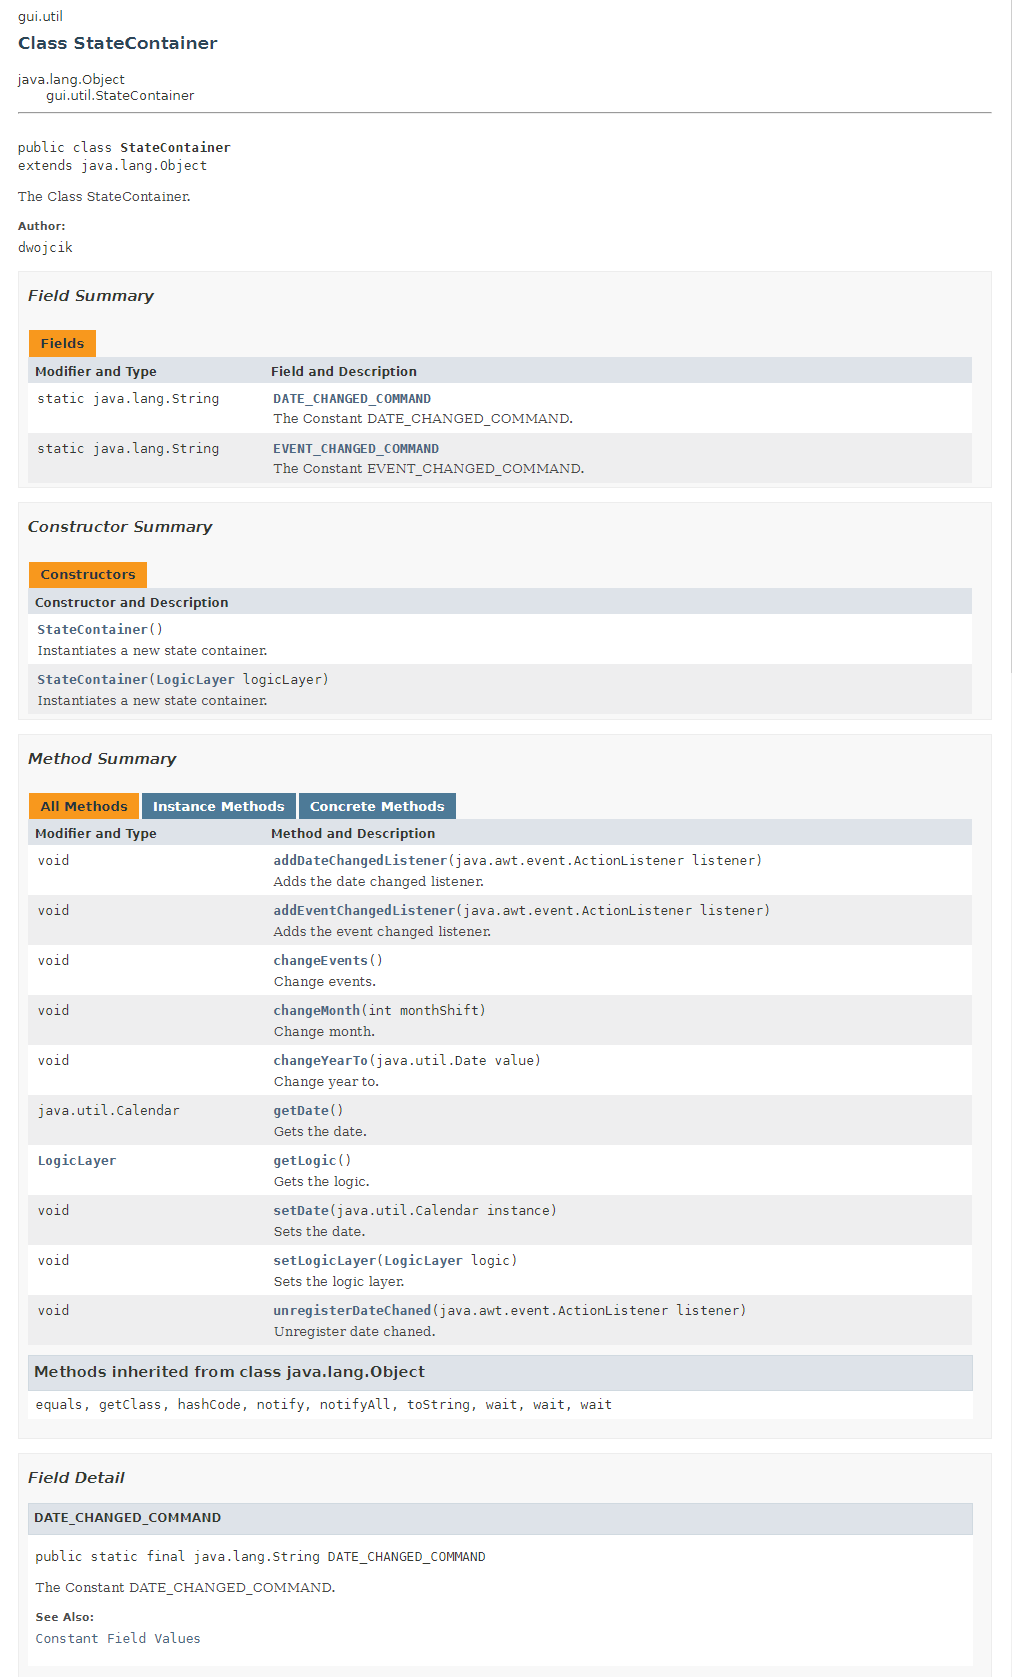 gui.util
Class StateContainer
java.lang.Object
gui.util.StateContainer
public class StateContainer
extends java.lang.Object
The Class StateContainer.
Author:
dwojcik
Field Summary
Fields
Modifier and Type Field and Description
static java.lang.String DATE_CHANGED_COMMAND
The Constant DATE_CHANGED_COMMAND.
static java.lang.String EVENT_CHANGED_COMMAND
The Constant EVENT_CHANGED_COMMAND.
Constructor Summary
Constructors
Constructor and Description
StateContainer()
Instantiates a new state container.
StateContainer(LogicLayer logicLayer)
Instantiates a new state container.
Method Summary
All Methods Instance Methods Concrete Methods
Modifier and Type Method and Description
void addDateChangedListener(java.awt.event.ActionListener listener)
Adds the date changed listener.
void addEventChangedListener(java.awt.event.ActionListener listener)
Adds the event changed listener.
void changeEvents()
Change events.
void changeMonth(int monthShift)
Change month.
void changeYearTo(java.util.Date value)
Change year to.
java.util.Calendar getDate()
Gets the date.
LogicLayer getLogic()
Gets the logic.
void setDate(java.util.Calendar instance)
Sets the date.
void setLogicLayer(LogicLayer logic)
Sets the logic layer.
void unregisterDateChaned(java.awt.event.ActionListener listener)
Unregister date chaned.
Methods inherited from class java.lang.Object
equals, getClass, hashCode, notify, notifyAll, toString, wait, wait, wait
Field Detail
DATE_CHANGED_COMMAND
public static final java.lang.String DATE_CHANGED_COMMAND
The Constant DATE_CHANGED_COMMAND.
See Also:
Constant Field Values